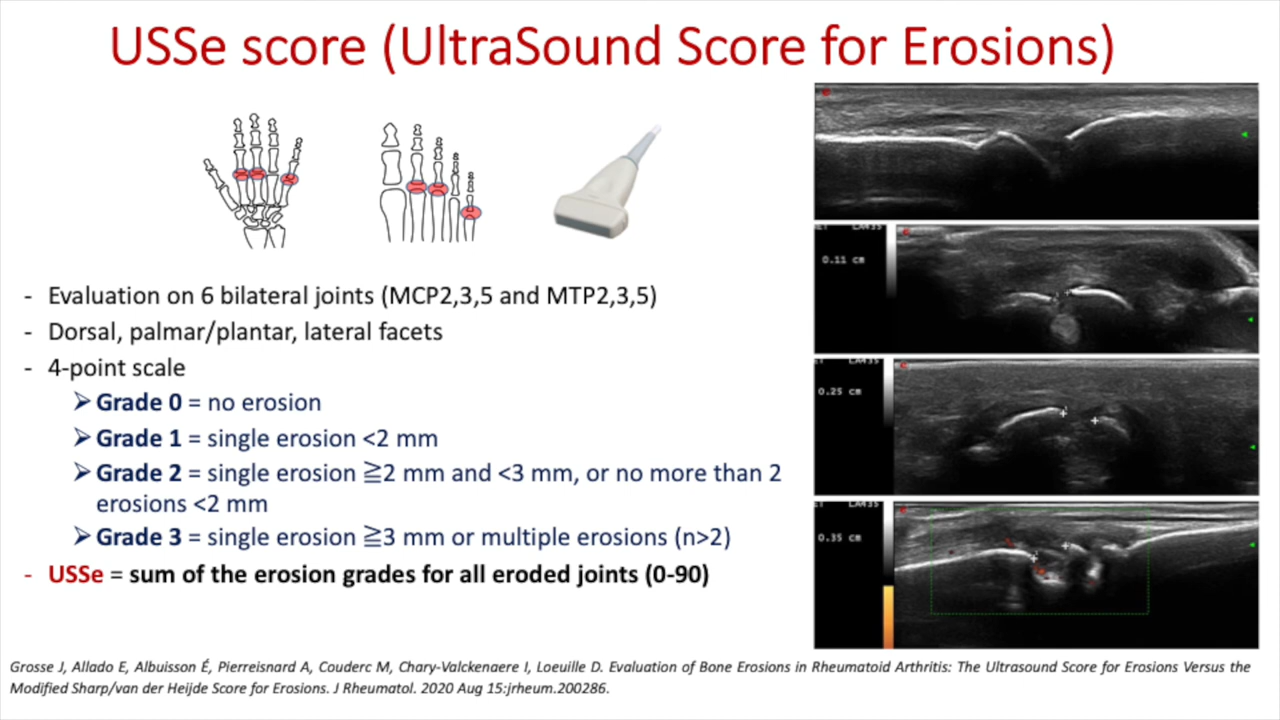 USSe score (UltraSound Score for Erosions)
- Evaluation on 6 bilateral joints (MCP2,3,5 and MTP2,3,5)
- Dorsal, palmar/plantar, lateral facets
- 4-point scale
➢ Grade 0 = no erosion
➢ Grade 1 = single erosion <2 mm
➢ Grade 2 = single erosion ≧2 mm and <3 mm, or no more than 2
erosions <2 mm
➢ Grade 3 = single erosion ≧3 mm or multiple erosions (n>2)
- USSe = sum of the erosion grades for all eroded joints (0-90)
0.11 cm
0.25 cm
0.35 cm
Grosse J, Allado E, Albuisson É, Pierreisnard A, Couderc M, Chary-Valckenaere I, Loeuille D. Evaluation of Bone Erosions in Rheumatoid Arthritis: The Ultrasound Score for Erosions Versus the
Modified Sharp/van der Heijde Score for Erosions. J Rheumatol. 2020 Aug 15:jrheum.200286.